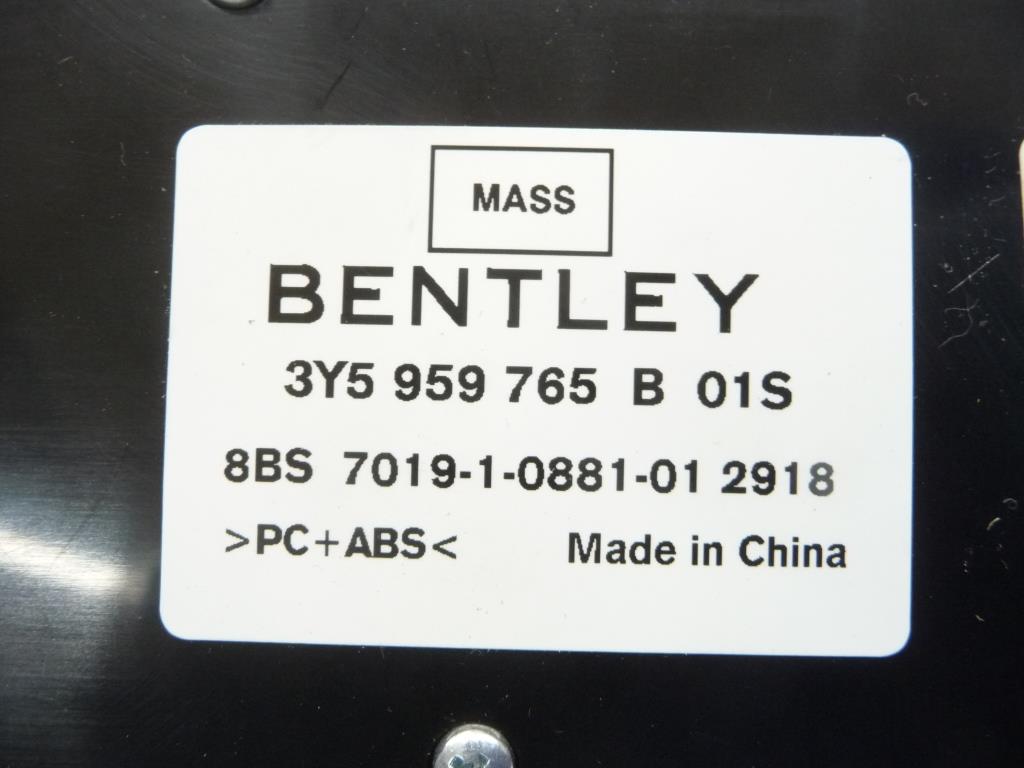 MASS
BENTLEY
3Y5 959 765 B 01S
8BS 7019-1-0881-01 2918
>PC+ABS< Made in China